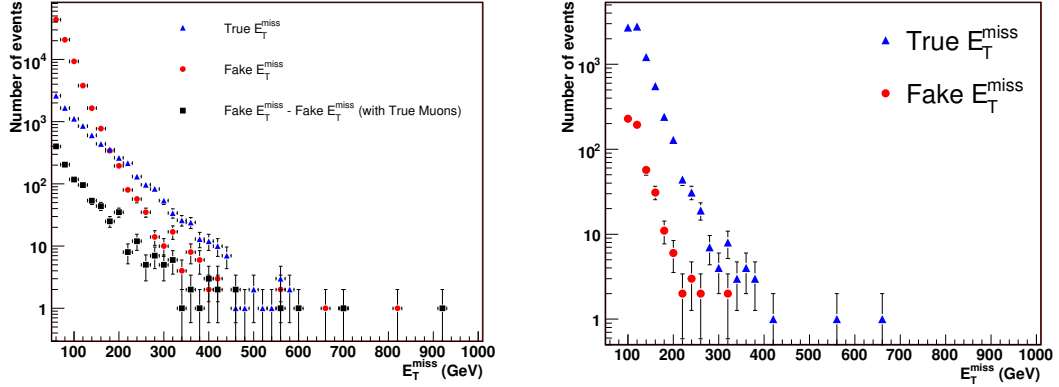 Number of events
10^4
10^3
10^2
10
1
True E_T^miss
Fake E_T^miss
Fake E_T^miss - Fake E_T^miss (with True Muons)
100 200 300 400 500 600 700 800 900 1000
E_T^miss (GeV)
Number of events
10^3
10^2
10
1
True E_T^miss
Fake E_T^miss
100 200 300 400 500 600 700 800 900 1000
E_T^miss (GeV)